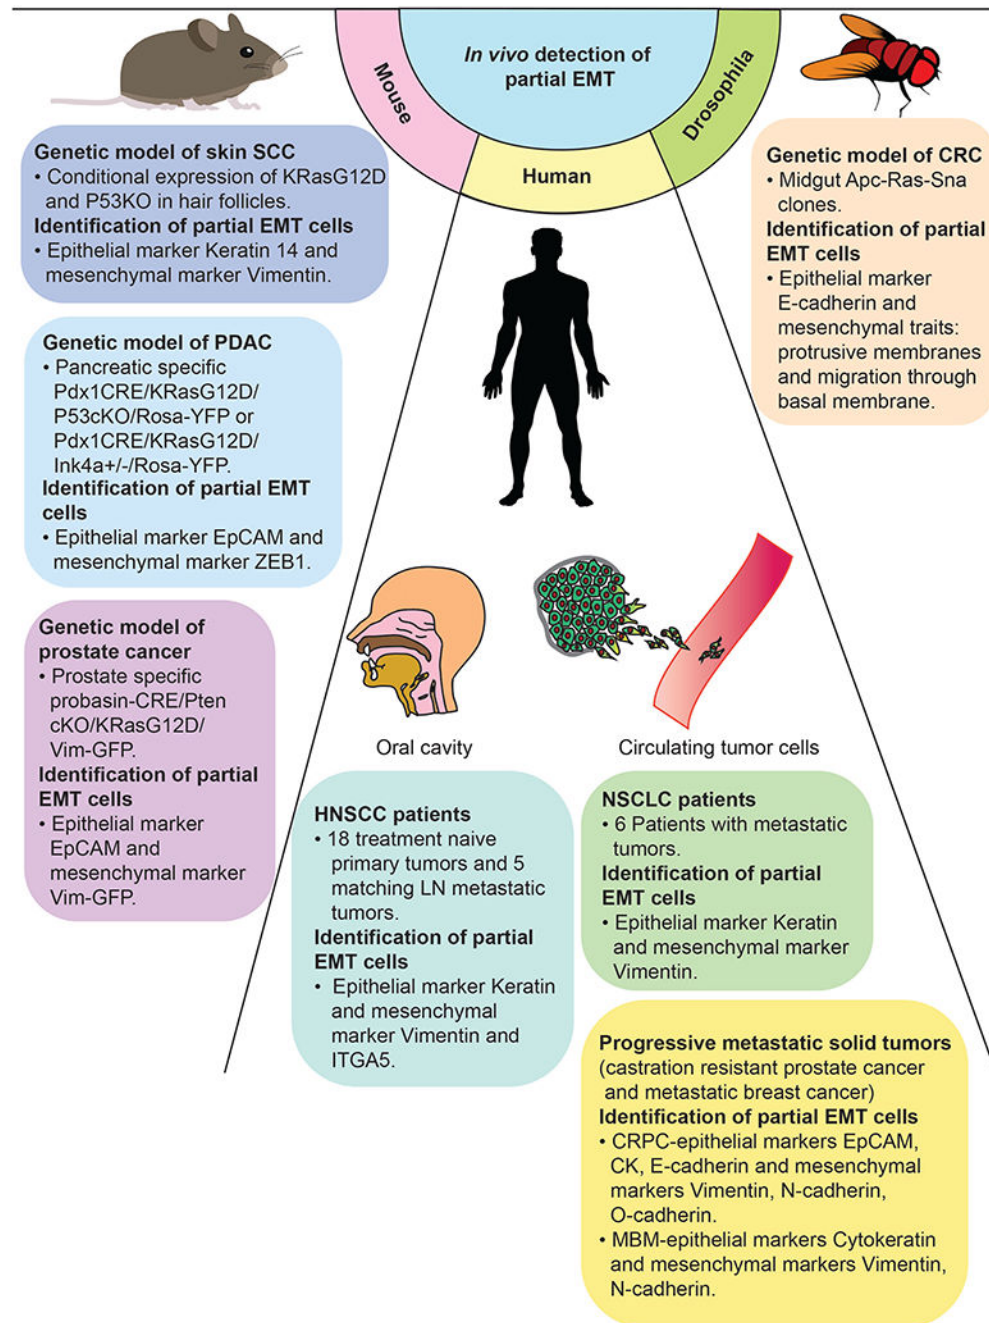 In vivo detection of
partial EMT
Mouse
Human
Drosophila
Genetic model of skin SCC
• Conditional expression of KRasG12D
and P53KO in hair follicles.
Identification of partial EMT cells
• Epithelial marker Keratin 14 and
mesenchymal marker Vimentin.
Genetic model of PDAC
• Pancreatic specific
Pdx1CRE/KRasG12D/
P53cKO/Rosa-YFP or
Pdx1CRE/KRasG12D/
Ink4a+/-/Rosa-YFP.
Identification of partial EMT
cells
• Epithelial marker EpCAM and
mesenchymal marker ZEB1.
Genetic model of
prostate cancer
• Prostate specific
probasin-CRE/Pten
cKO/KRasG12D/
Vim-GFP.
Identification of partial
EMT cells
• Epithelial marker
EpCAM and
mesenchymal marker
Vim-GFP.
Oral cavity
HNSCC patients
• 18 treatment naive
primary tumors and 5
matching LN metastatic
tumors.
Identification of partial
EMT cells
• Epithelial marker Keratin
and mesenchymal
marker Vimentin and
ITGA5.
Circulating tumor cells
NSCLC patients
• 6 Patients with metastatic
tumors.
Identification of partial
EMT cells
• Epithelial marker Keratin
and mesenchymal marker
Vimentin.
Progressive metastatic solid tumors
(castration resistant prostate cancer
and metastatic breast cancer)
Identification of partial EMT cells
• CRPC-epithelial markers EpCAM,
CK, E-cadherin and mesenchymal
markers Vimentin, N-cadherin,
O-cadherin.
• MBM-epithelial markers Cytokeratin
and mesenchymal markers Vimentin,
N-cadherin.
Genetic model of CRC
• Midgut Apc-Ras-Sna
clones.
Identification of partial
EMT cells
• Epithelial marker
E-cadherin and
mesenchymal traits:
protrusive membranes
and migration through
basal membrane.